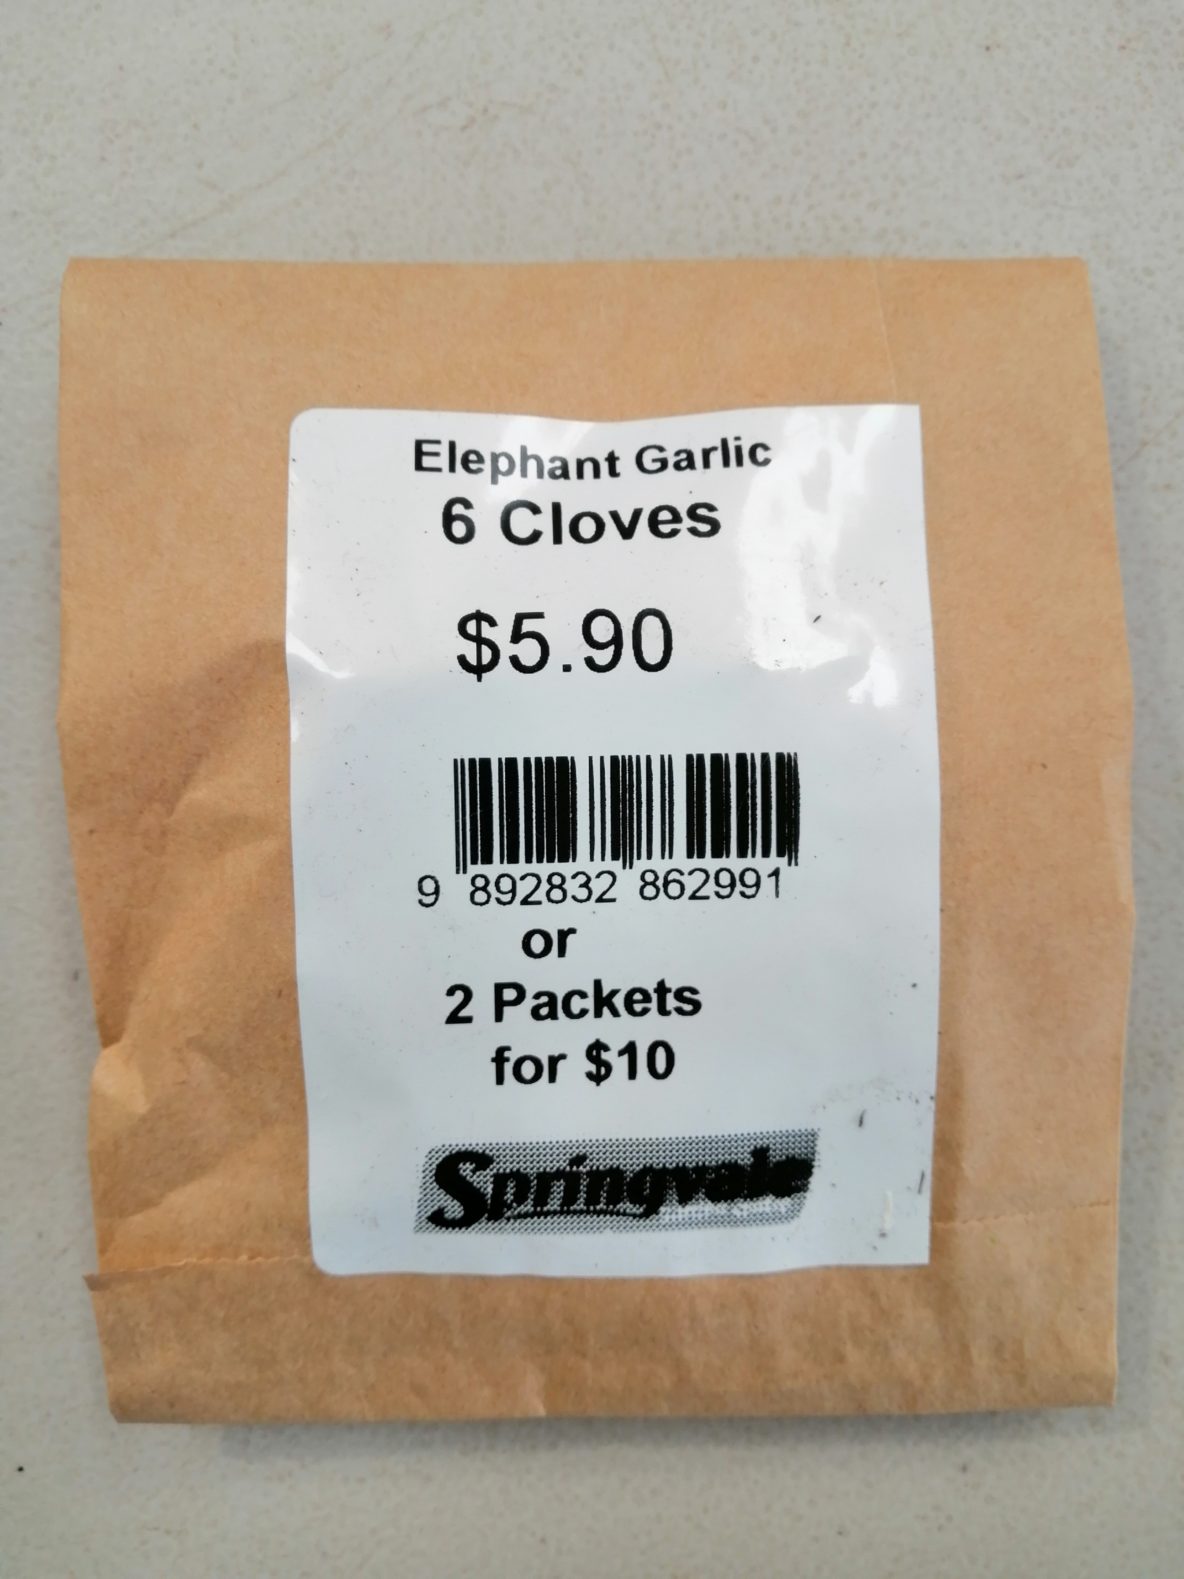 Elephant Garlic
6 Cloves
$5.90
9 892832 862991
or
2 Packets
for $10
Springvale